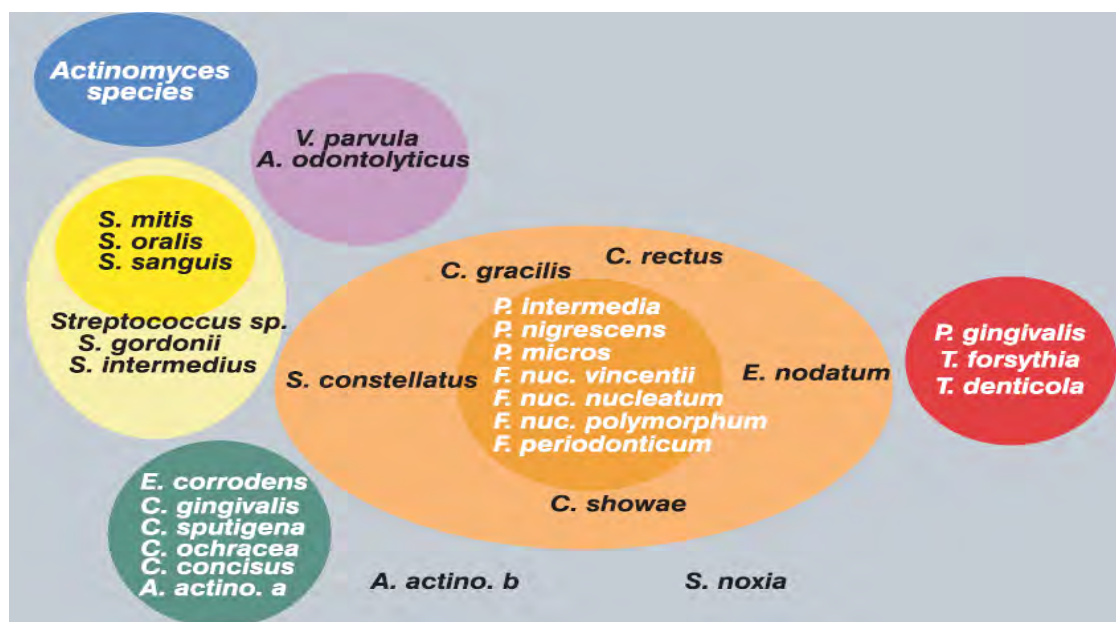 Actinomyces
species
V. parvula
A. odontolyticus
S. mitis
S. oralis
S. sanguis
Streptococcus sp.
S. gordonii
S. intermedius
C. gracilis
C. rectus
P. intermedia
P. nigrescens
P. micros
F. nuc. vincentii
F. nuc. nucleatum
F. nuc. polymorphum
F. periodonticum
S. constellatus
E. nodatum
C. showae
P. gingivalis
T. forsythia
T. denticola
E. corrodens
C. gingivalis
C. sputigena
C. ochracea
C. concisus
A. actino. a
A. actino. b
S. noxia